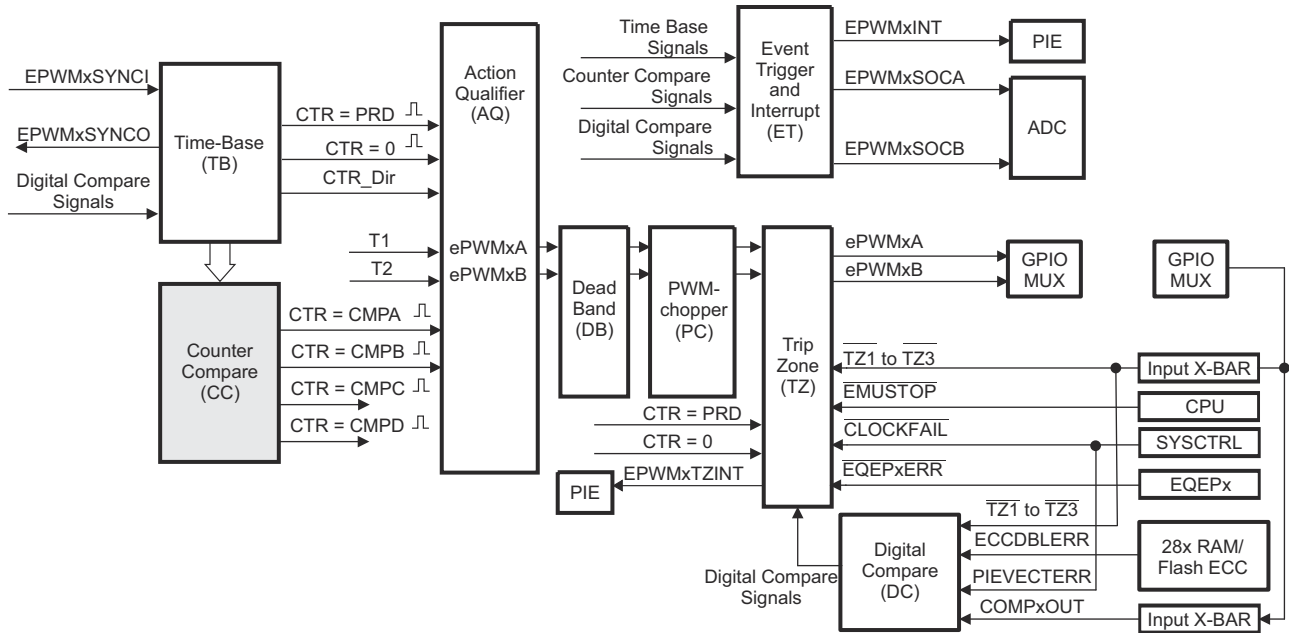 EPWMxSYNCI
EPWMxSYNCO
Digital Compare
Signals
Time-Base
(TB)
CTR = PRD
CTR = 0
CTR_Dir
T1
T2
Counter
Compare
(CC)
CTR = CMPA
CTR = CMPB
CTR = CMPC
CTR = CMPD
Action
Qualifier
(AQ)
ePWMxA
ePWMxB
Dead
Band
(DB)
PWM-
chopper
(PC)
Time Base
Signals
Counter Compare
Signals
Digital Compare
Signals
Event
Trigger
and
Interrupt
(ET)
EPWMxINT
EPWMxSOCA
EPWMxSOCB
PIE
ADC
Trip
Zone
(TZ)
ePWMxA
ePWMxB
GPIO
MUX
GPIO
MUX
TZ1 to TZ3
EMUSTOP
CLOCKFAIL
EQEPxERR
Input X-BAR
CPU
SYSCTRL
EQEPx
CTR = PRD
CTR = 0
EPWMxTZINT
PIE
Digital Compare
Signals
Digital
Compare
(DC)
TZ1 to TZ3
ECCDBLERR
PIEVECTERR
COMPxOUT
28x RAM/
Flash ECC
Input X-BAR